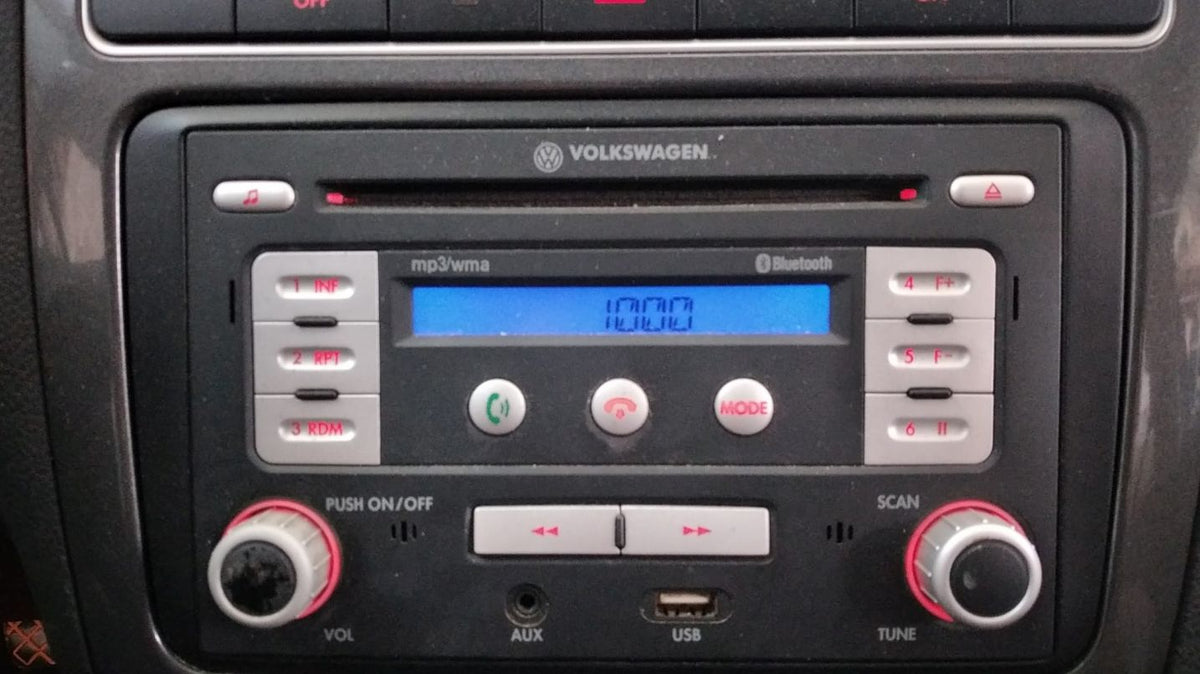 OFF
VOLKSWAGEN
mp3/wma
Bluetooth
1 INF
4 F+
1000
2 RPT
5 F-
3 RDM
6 II
MODE
PUSH ON/OFF
SCAN
VOL
AUX
USB
TUNE